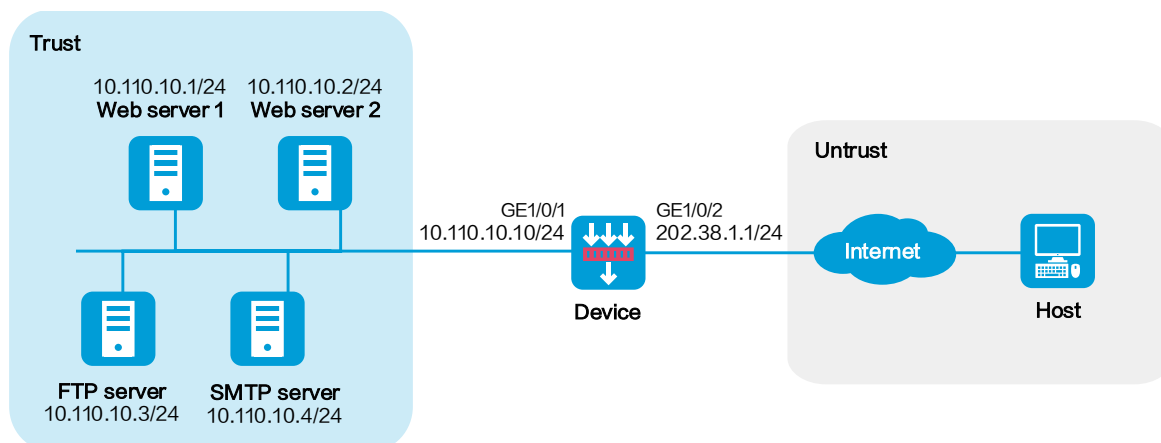 Trust
10.110.10.1/24
Web server 1
10.110.10.2/24
Web server 2
FTP server
10.110.10.3/24
SMTP server
10.110.10.4/24
GE1/0/1
10.110.10.10/24
GE1/0/2
202.38.1.1/24
Device
Untrust
Internet
Host